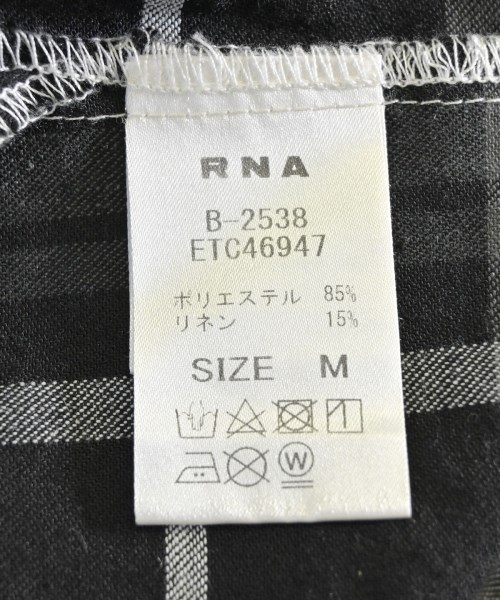 RNA
B-2538
ETC46947
ポリエステル 85%
リネン 15%
SIZE M
W